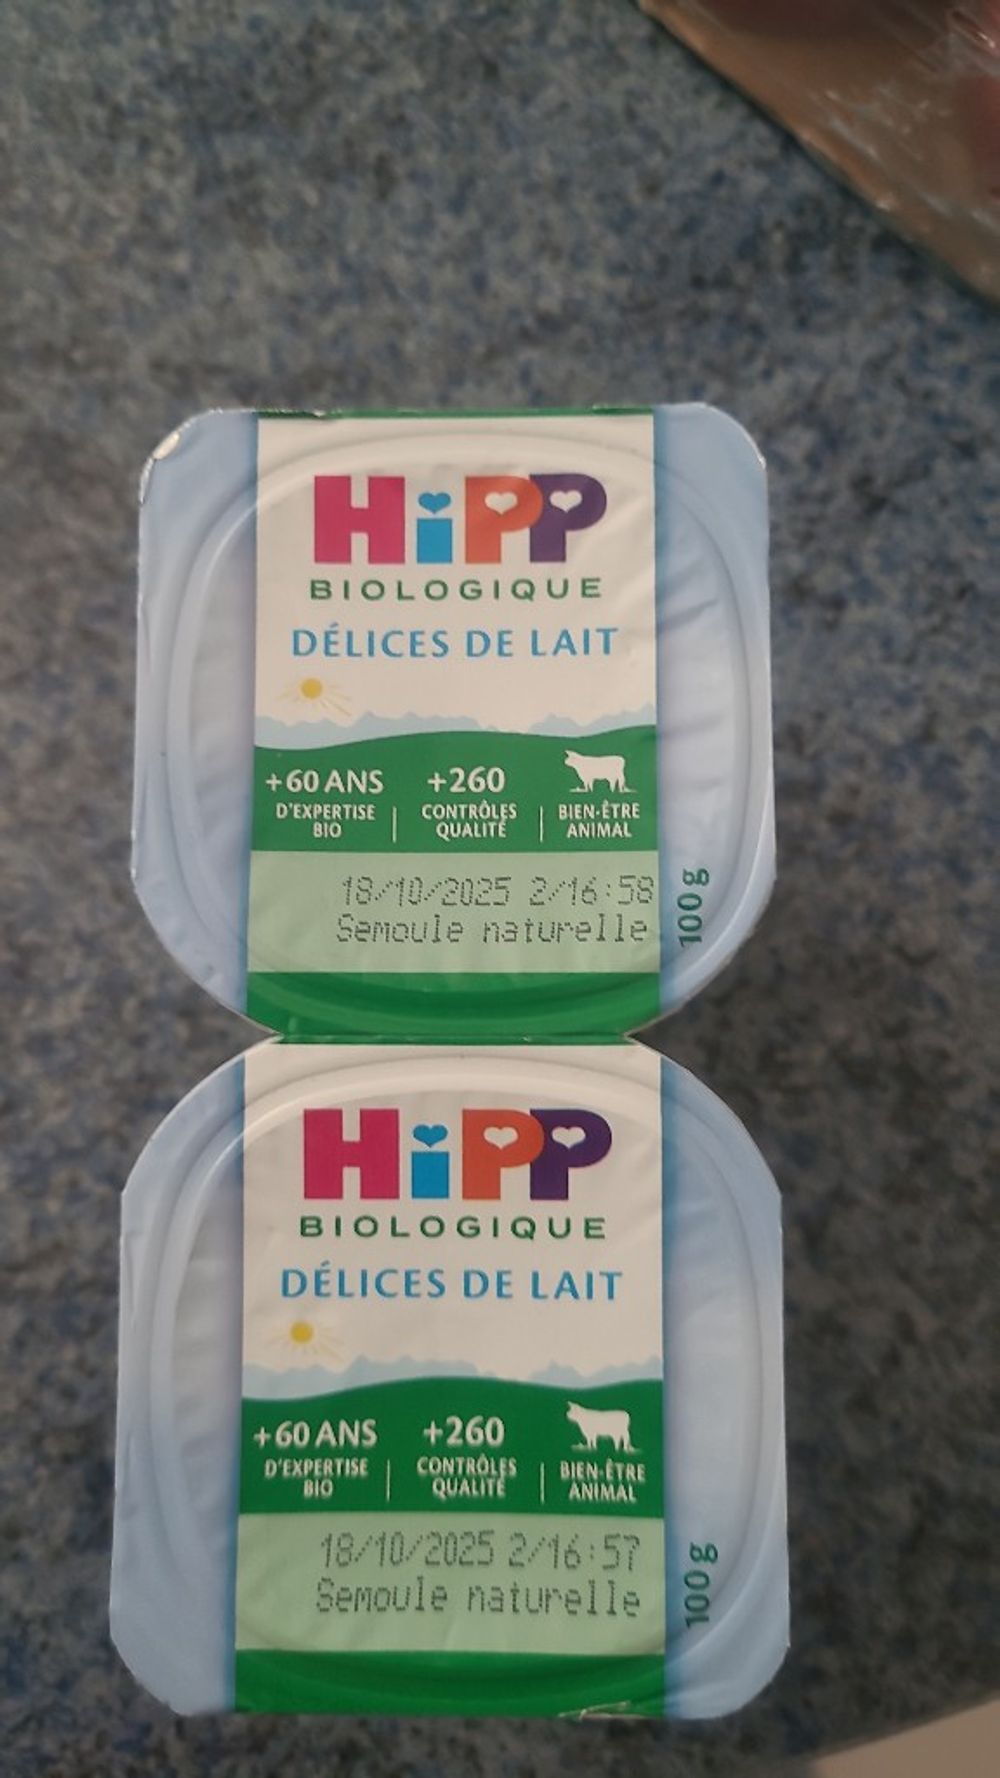 HiPP
BIOLOGIQUE
DÉLICES DE LAIT
+60 ANS
D'EXPERTISE
BIO
+260
CONTRÔLES
QUALITÉ
BIEN-ÊTRE
ANIMAL
18/10/2025 2/16:58
Semoule naturelle
100 g
HiPP
BIOLOGIQUE
DÉLICES DE LAIT
+60 ANS
D'EXPERTISE
BIO
+260
CONTRÔLES
QUALITÉ
BIEN-ÊTRE
ANIMAL
18/10/2025 2/16:57
Semoule naturelle
100 g